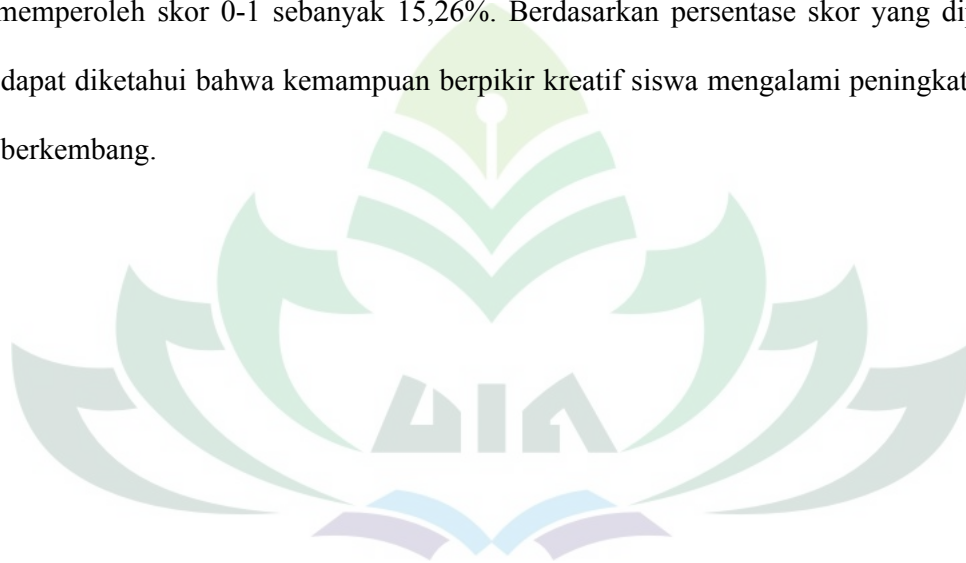 memperoleh skor 0-1 sebanyak 15,26%. Berdasarkan persentase skor yang
dapat diketahui bahwa kemampuan berpikir kreatif siswa mengalami
berkembang.
UIN